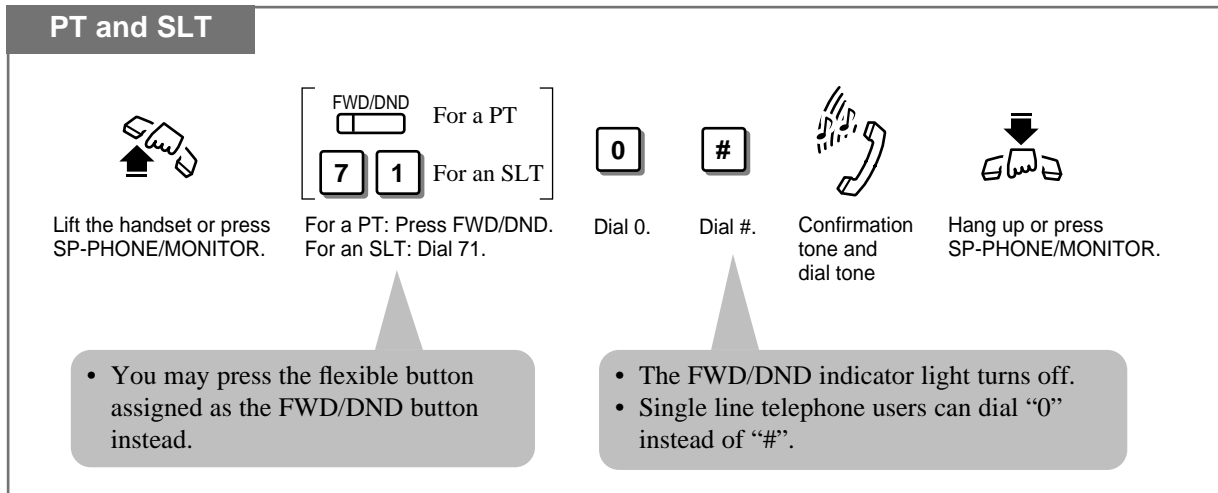 PT and SLT
FWD/DND
For a PT
7 1 For an SLT
0
#
Lift the handset or press
SP-PHONE/MONITOR.
For a PT: Press FWD/DND.
For an SLT: Dial 71.
Dial 0.
Dial #.
Confirmation
tone and
dial tone
Hang up or press
SP-PHONE/MONITOR.
• You may press the flexible button
assigned as the FWD/DND button
instead.
• The FWD/DND indicator light turns off.
• Single line telephone users can dial “0”
instead of “#”.